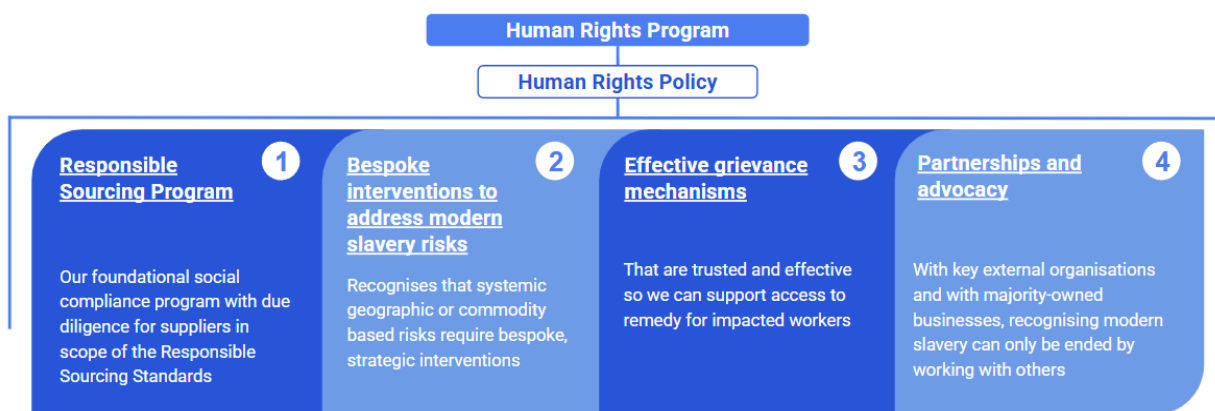 Human Rights Program
Human Rights Policy
Responsible
Sourcing Program
1
Our foundational social
compliance program with due
diligence for suppliers in
scope of the Responsible
Sourcing Standards
Bespoke
interventions to
address modern
slavery risks
2
Recognises that systemic
geographic or commodity
based risks require bespoke,
strategic interventions
Effective grievance
mechanisms
3
That are trusted and effective
so we can support access to
remedy for impacted workers
Partnerships and
advocacy
4
With key external organisations
and with majority-owned
businesses, recognising modern
slavery can only be ended by
working with others